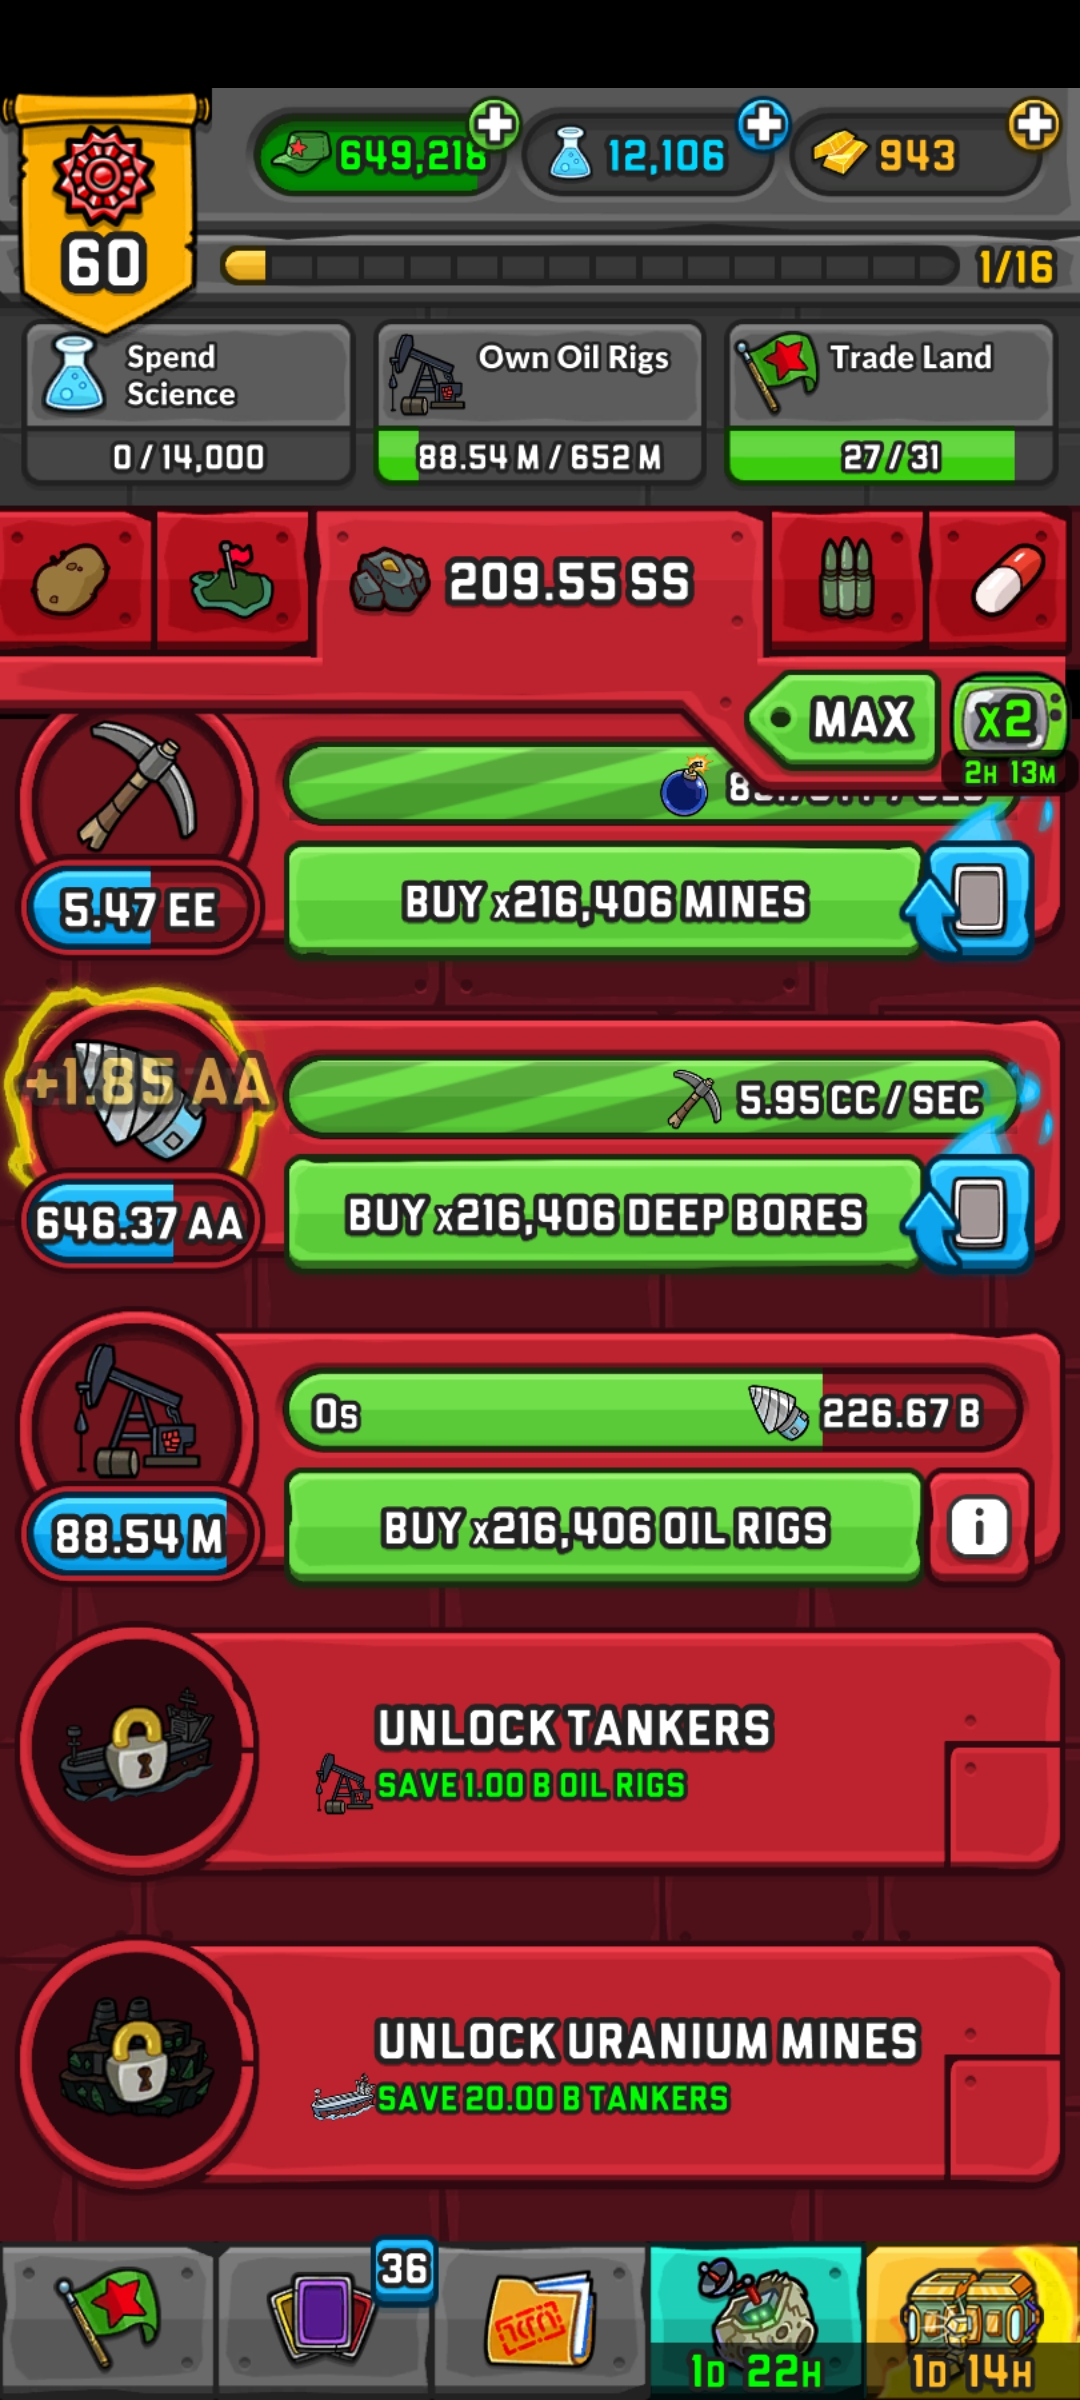 649,218
12,106
943
60
1/16
Spend
Science
0/14,000
Own Oil Rigs
88.54 M / 652 M
Trade Land
27/31
209.55 SS
MAX
x2
2H 13M
5.47 EE
BUY x216,406 MINES
+1.85 AA
5.95 CC / SEC
646.37 AA
BUY x216,406 DEEP BORES
0s
226.67 B
88.54 M
BUY x216,406 OIL RIGS
i
UNLOCK TANKERS
SAVE 1.00 B OIL RIGS
UNLOCK URANIUM MINES
SAVE 20.00 B TANKERS
36
1D 22H
1D 14H